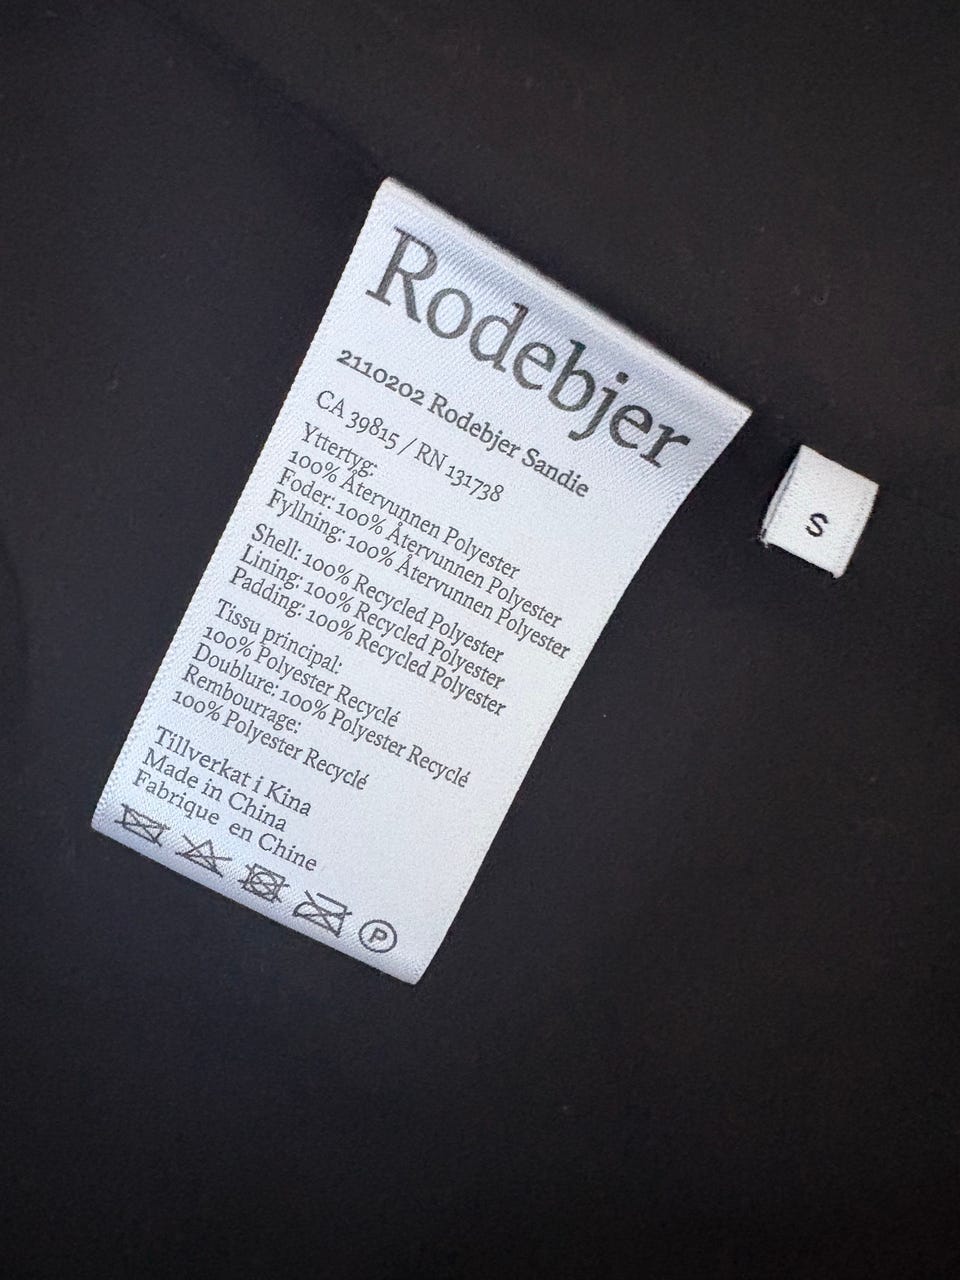 Rodebjer
2110202 Rodebjer Sandie
CA 39815 / RN 131738
Yttertyg:
100% Återvunnen Polyester
Foder: 100% Återvunnen Polyester
Fyllning: 100% Återvunnen Polyester
Shell: 100% Recycled Polyester
Lining: 100% Recycled Polyester
Padding: 100% Recycled Polyester
Tissu principal:
100% Polyester Recyclé
Doublure: 100% Polyester Recyclé
Rembourrage:
100% Polyester Recyclé
Tillverkat i Kina
Made in China
Fabrique en Chine
P
S